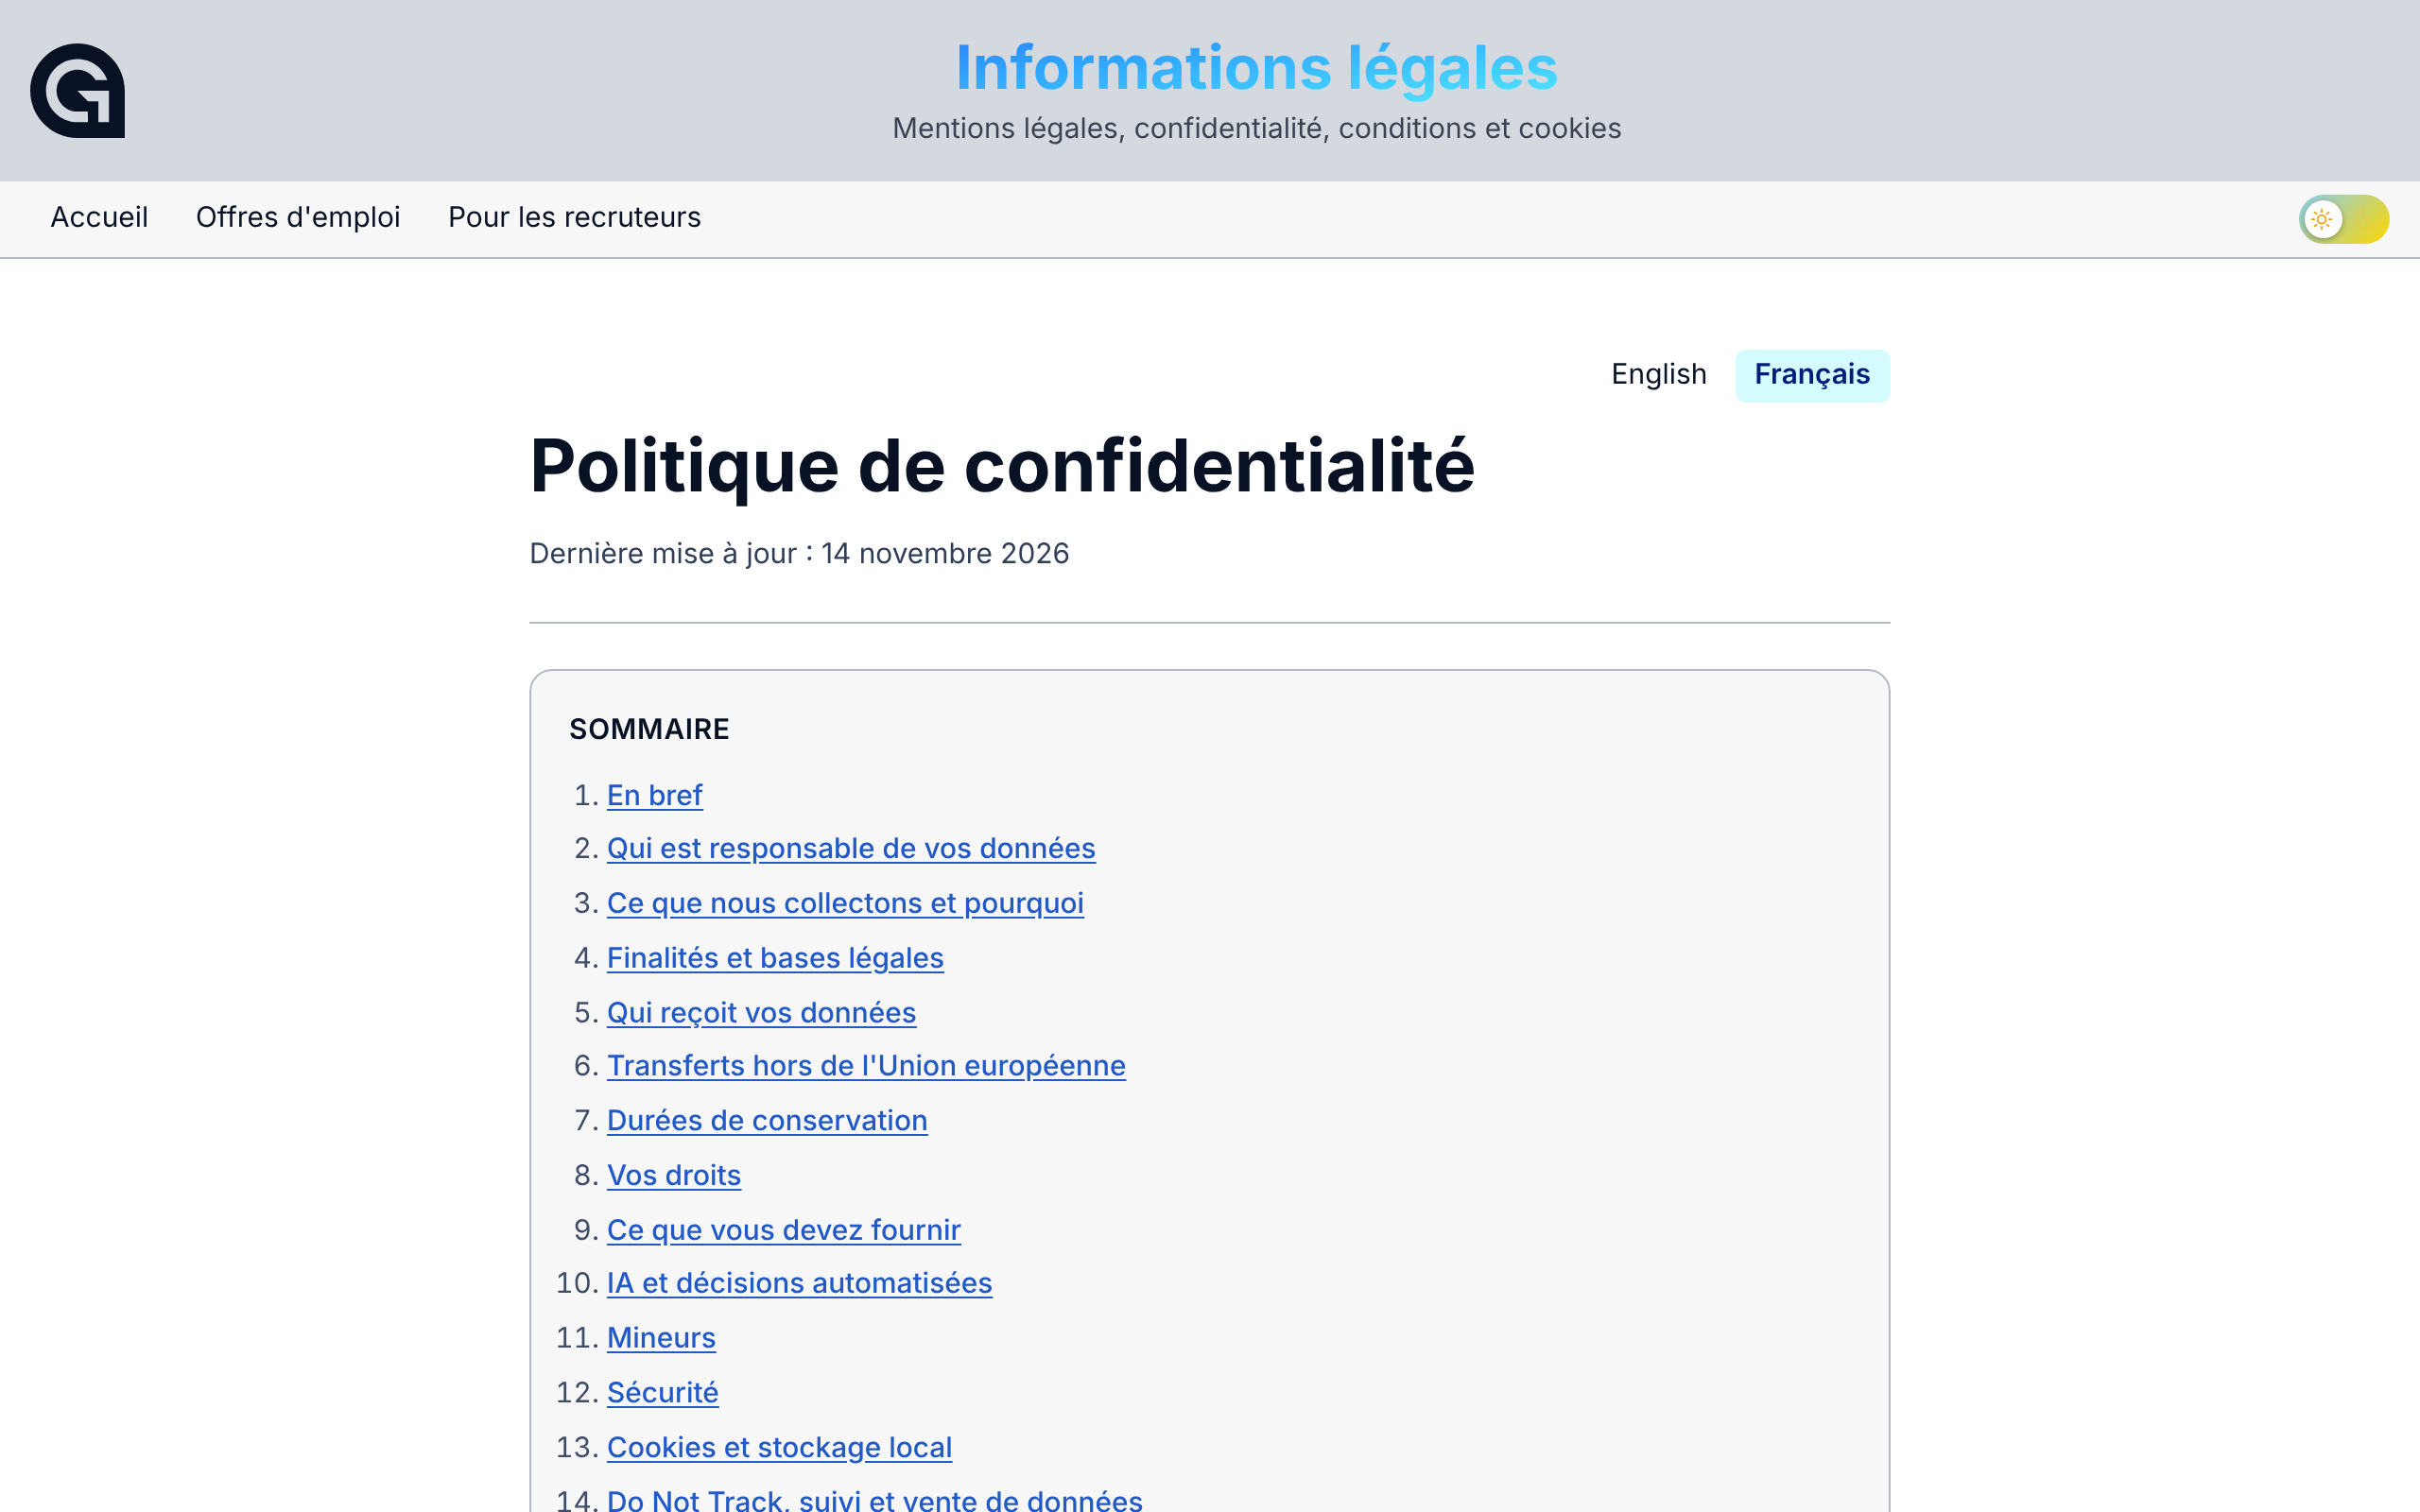 Informations légales
Mentions légales, confidentialité, conditions et cookies
Accueil
Offres d'emploi
Pour les recruteurs
English
Français
Politique de confidentialité
Dernière mise à jour : 14 novembre 2026
SOMMAIRE
1. En bref
2. Qui est responsable de vos données
3. Ce que nous collectons et pourquoi
4. Finalités et bases légales
5. Qui reçoit vos données
6. Transferts hors de l'Union européenne
7. Durées de conservation
8. Vos droits
9. Ce que vous devez fournir
10. IA et décisions automatisées
11. Mineurs
12. Sécurité
13. Cookies et stockage local
14. Do Not Track, suivi et vente de données